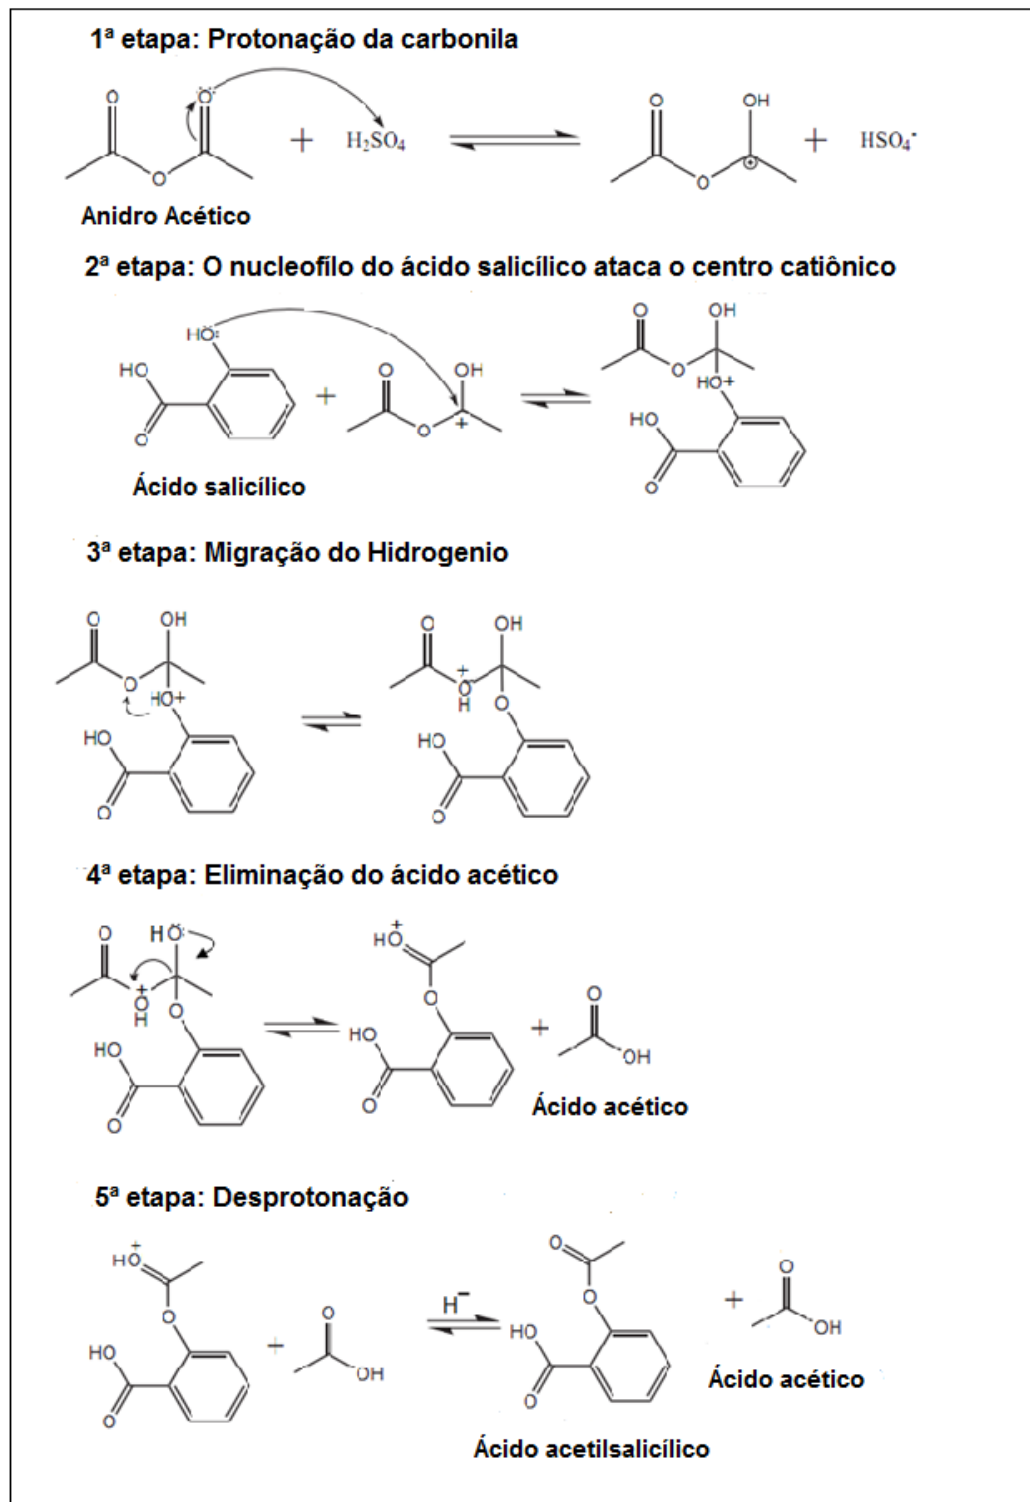 1ª etapa: Protonação da carbonila
O O OH O
+ H₂SO₄ + HSO₄⁻
O O ⊕
Anidro Acético
2ª etapa: O nucleofilo do ácido salicílico ataca o centro catiônico
HÖ: O OH
HO O OH HO+
O + O + O
HO
O
Ácido salicílico
3ª etapa: Migração do Hidrogenio
O OH O OH
O HO+ +O H O
HO HO
O O
4ª etapa: Eliminação do ácido acético
O HÖ: HO+
+O H O O
HO HO + O OH
O O
Ácido acético
5ª etapa: Desprotonação
HO+ O
O O
HO + O OH H⁻ HO + O OH
O O
Ácido acético
Ácido acetilsalicílico